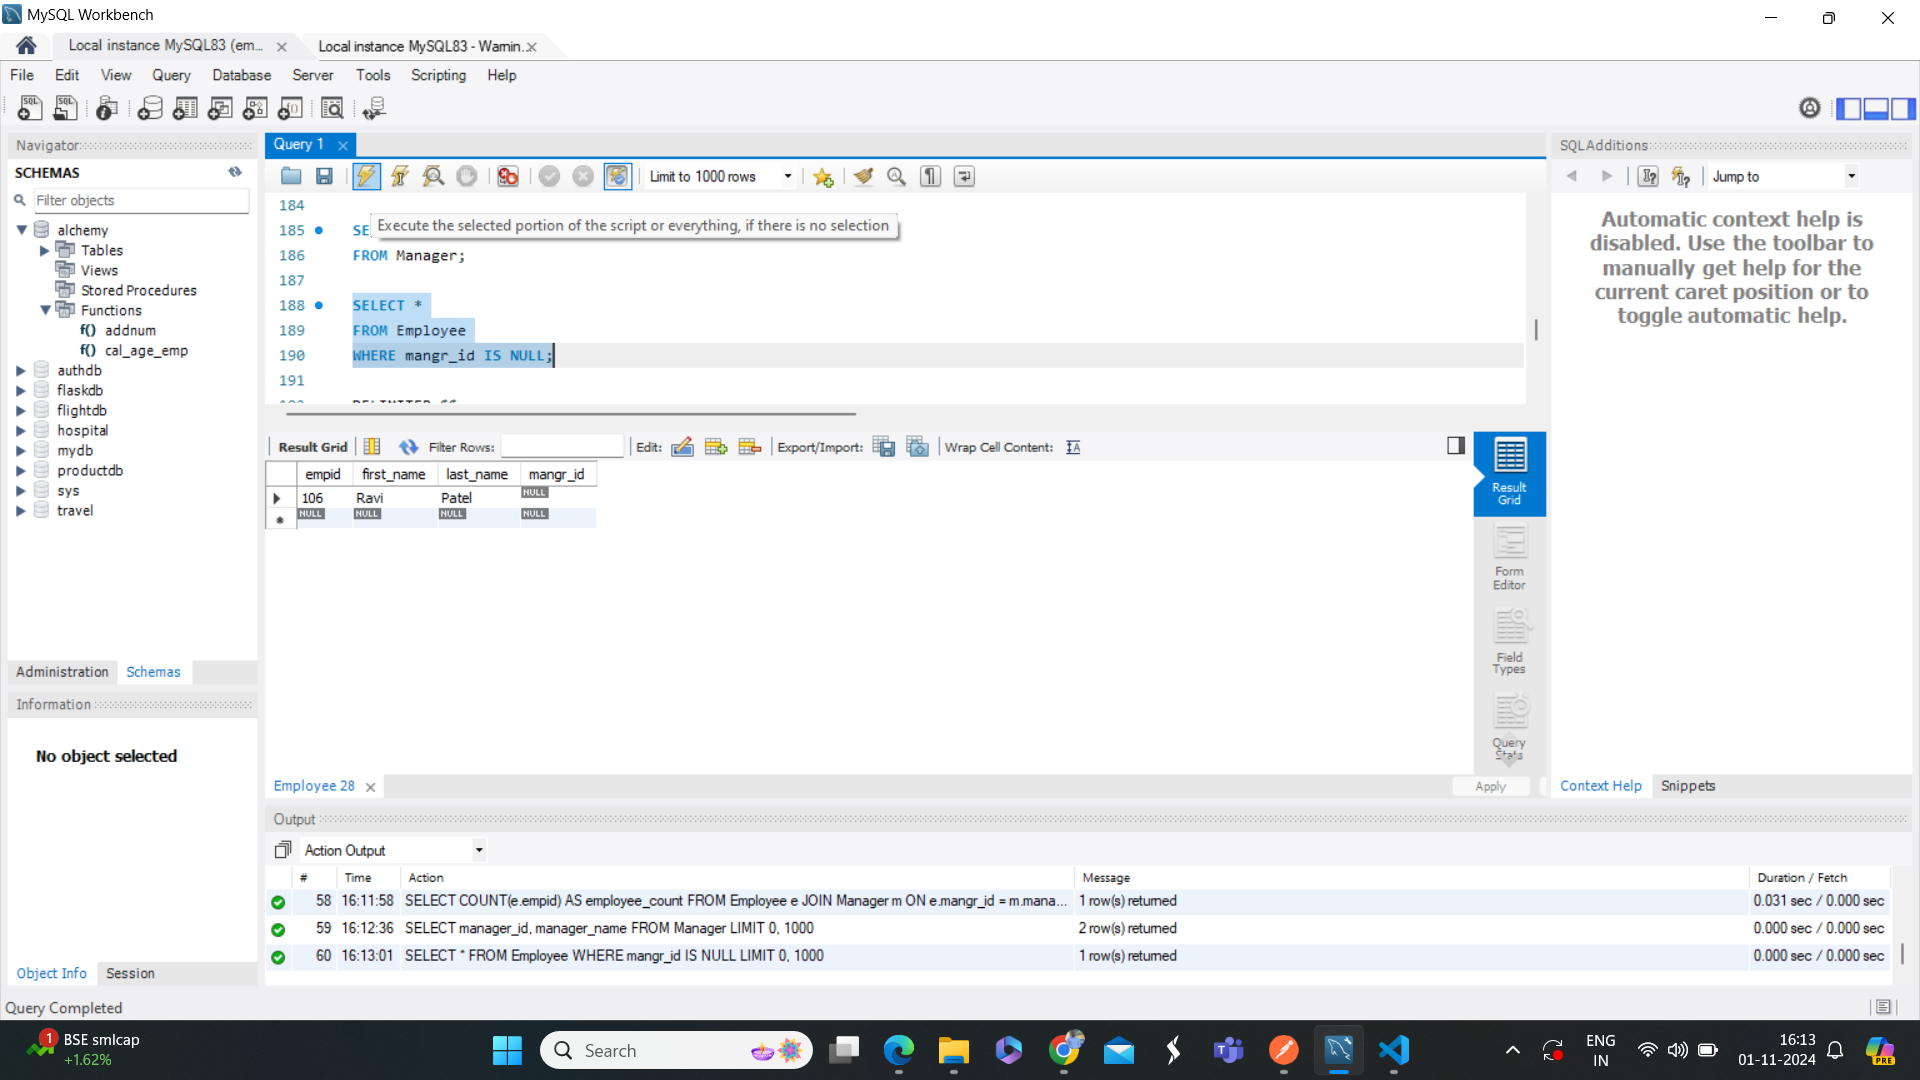 MySQL Workbench
Local instance MySQL83 (em...
Local instance MySQL83 - Warnin...
File Edit View Query Database Server Tools Scripting Help
Navigator
SCHEMAS
Filter objects
alchemy
Tables
Views
Stored Procedures
Functions
f() addnum
f() cal_age_emp
authdb
flaskdb
flightdb
hospital
mydb
productdb
sys
travel
Administration Schemas
Information
No object selected
Object Info Session
Query 1
Limit to 1000 rows
184
185 SE
Execute the selected portion of the script or everything, if there is no selection
186 FROM Manager;
187
188 SELECT *
189 FROM Employee
190 WHERE mangr_id IS NULL;
191
Result Grid Filter Rows: Edit: Export/Import: Wrap Cell Content:
empid first_name last_name mangr_id
106 Ravi Patel NULL
NULL NULL NULL NULL
Result Grid
Form Editor
Field Types
Query Stats
Employee 28
Apply
SQLAdditions
Jump to
Automatic context help is
disabled. Use the toolbar to
manually get help for the
current caret position or to
toggle automatic help.
Context Help Snippets
Output
Action Output
# Time Action Message Duration / Fetch
58 16:11:58 SELECT COUNT(e.empid) AS employee_count FROM Employee e JOIN Manager m ON e.mangr_id = m.mana... 1 row(s) returned 0.031 sec / 0.000 sec
59 16:12:36 SELECT manager_id, manager_name FROM Manager LIMIT 0, 1000 2 row(s) returned 0.000 sec / 0.000 sec
60 16:13:01 SELECT * FROM Employee WHERE mangr_id IS NULL LIMIT 0, 1000 1 row(s) returned 0.000 sec / 0.000 sec
Query Completed
1
BSE smlcap
+1.62%
Search
ENG
IN
16:13
01-11-2024
PRE